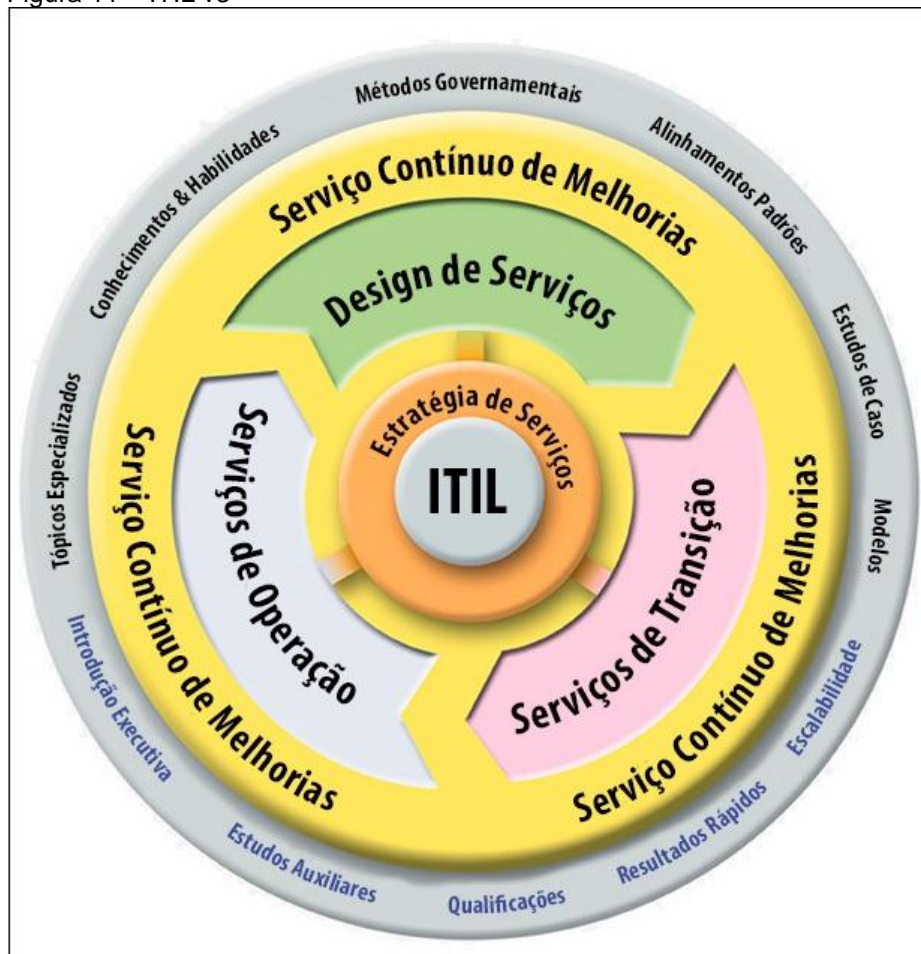 Figura
ITIL
Métodos Governamentais
Alinhamentos Padrões
Estudos de Caso
Modelos
Escalabilidade
Resultados Rápidos
Qualificações
Estudos Auxiliares
Introdução Executiva
Tópicos Especializados
Conhecimentos & Habilidades
Serviço Contínuo de Melhorias
Serviço Contínuo de Melhorias
Serviço Contínuo de Melhorias
Design de Serviços
Serviços de Transição
Serviços de Operação
Estratégia de Serviços
ITIL